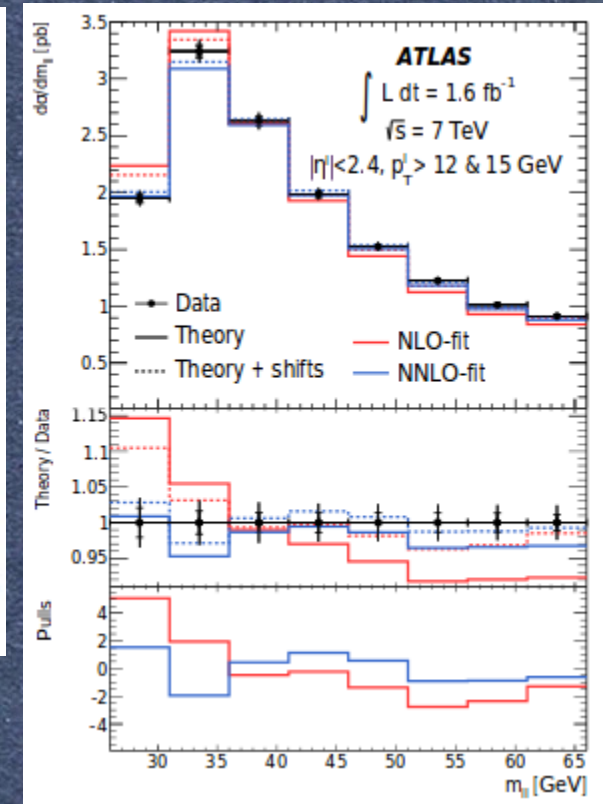 dσ/dm_ll [pb]
3.5
3
2.5
2
1.5
1
0.5
ATLAS
∫ L dt = 1.6 fb⁻¹
√s = 7 TeV
|ηˡ|<2.4, p_Tˡ > 12 & 15 GeV
Data
Theory
Theory + shifts
NLO-fit
NNLO-fit
Theory / Data
1.15
1.1
1.05
1
0.95
Pulls
4
2
0
-2
-4
30 35 40 45 50 55 60 65
m_ll [GeV]